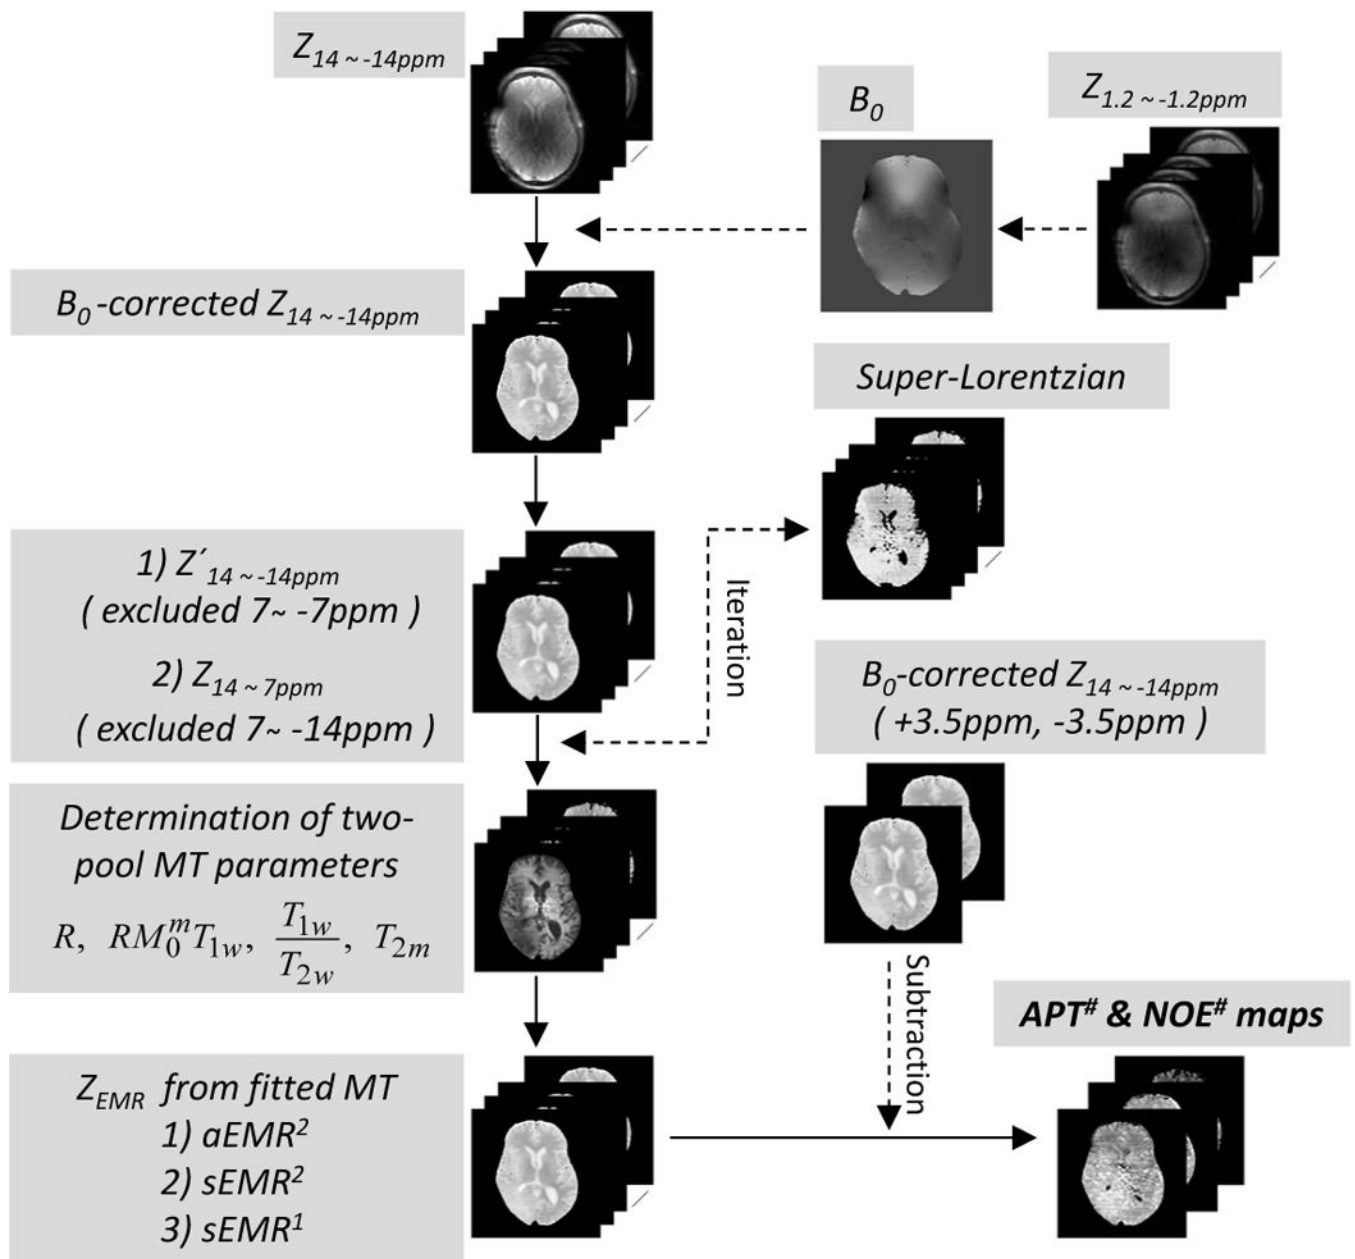 Z14 ~ -14ppm
B0
Z1.2 ~ -1.2ppm
B0-corrected Z14 ~ -14ppm
Super-Lorentzian
1) Z′14 ~ -14ppm
( excluded 7~ -7ppm )
2) Z14 ~ 7ppm
( excluded 7~ -14ppm )
Iteration
B0-corrected Z14 ~ -14ppm
( +3.5ppm, -3.5ppm )
Determination of two-
pool MT parameters
R, RM0^m T1w, T1w/T2w, T2m
Subtraction
APT# & NOE# maps
ZEMR from fitted MT
1) aEMR²
2) sEMR²
3) sEMR¹